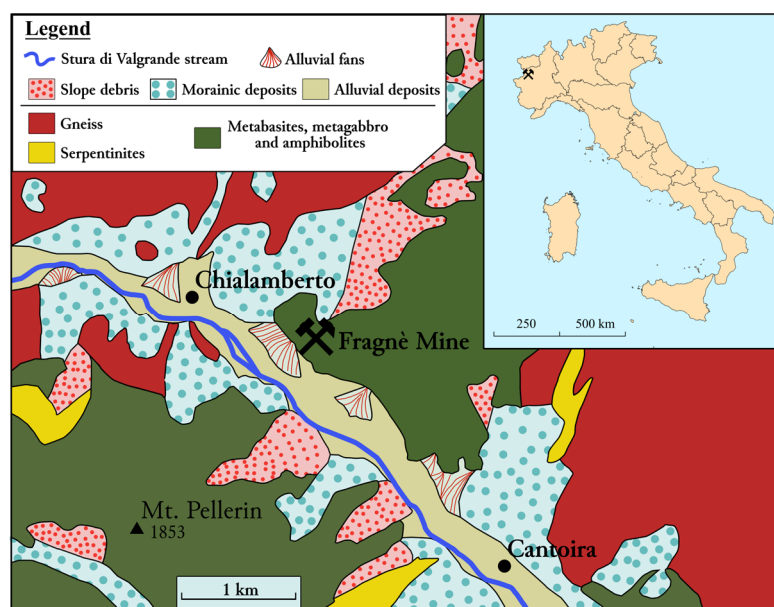 Legend
Stura di Valgrande stream
Alluvial fans
Slope debris
Morainic deposits
Alluvial deposits
Gneiss
Metabasites, metagabbro
and amphibolites
Serpentinites
250
500 km
Chialamberto
Fragnè Mine
Mt. Pellerin
1853
Cantoira
1 km